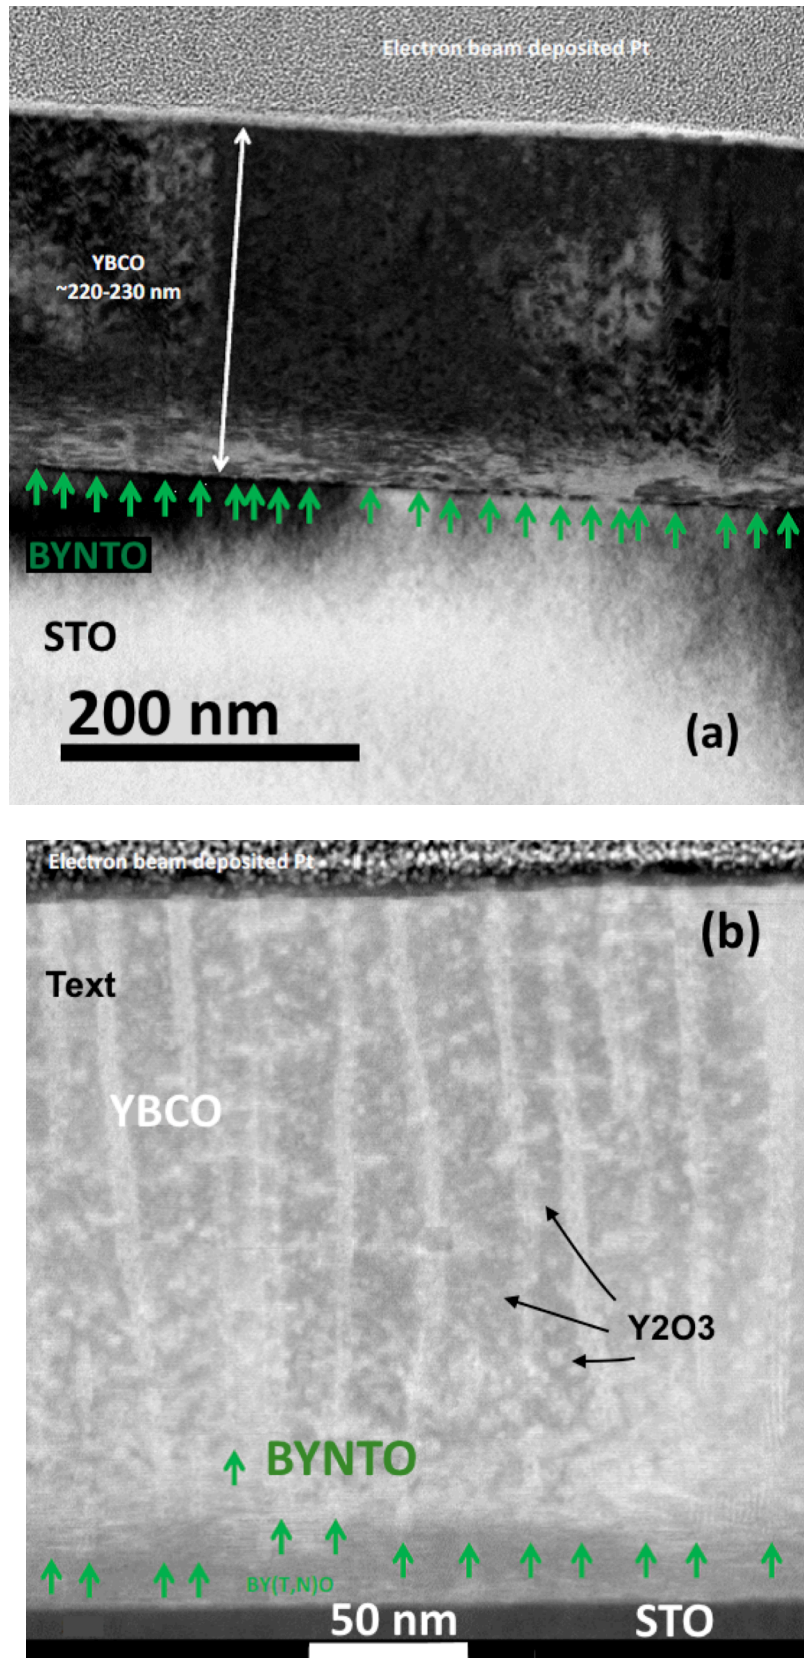 Electron beam deposited Pt
YBCO
~220-230 nm
BYNTO
STO
200 nm
(a)
Electron beam deposited Pt
(b)
Text
YBCO
Y2O3
BYNTO
BY(T,N)O
50 nm
STO